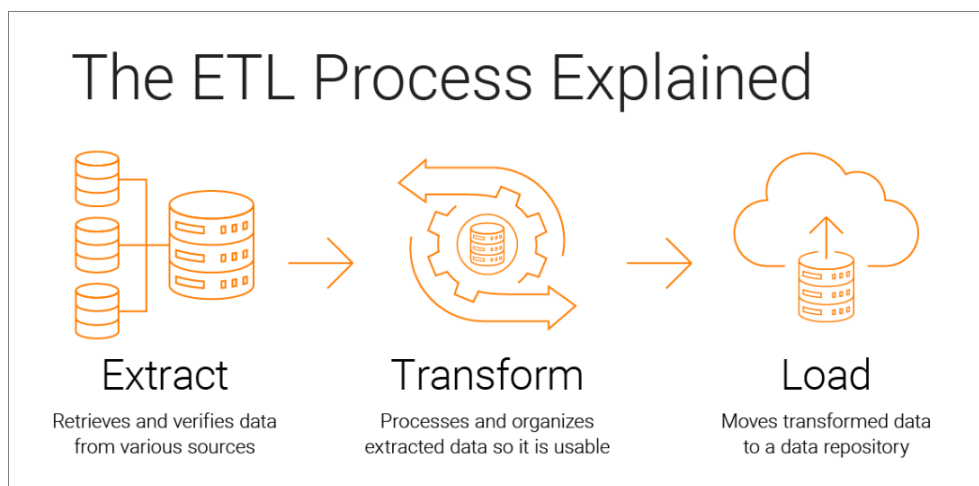 The ETL Process Explained
Extract
Retrieves and verifies data
from various sources
Transform
Processes and organizes
extracted data so it is usable
Load
Moves transformed data
to a data repository